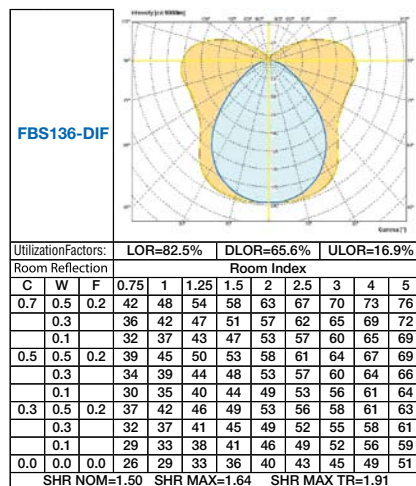 Intensity [cd/1000lm]
FBS136-DIF
Gamma [°]
UtilizationFactors: LOR=82.5% DLOR=65.6% ULOR=16.9%
Room Reflection Room Index
C W F 0.75 1 1.25 1.5 2 2.5 3 4 5
0.7 0.5 0.2 42 48 54 58 63 67 70 73 76
0.3 36 42 47 51 57 62 65 69 72
0.1 32 37 43 47 53 57 60 65 69
0.5 0.5 0.2 39 45 50 53 58 61 64 67 69
0.3 34 39 44 48 53 57 60 64 66
0.1 30 35 40 44 49 53 56 61 64
0.3 0.5 0.2 37 42 46 49 53 56 58 61 63
0.3 32 37 41 45 49 52 55 58 61
0.1 29 33 38 41 46 49 52 56 59
0.0 0.0 0.0 26 29 33 36 40 43 45 49 51
SHR NOM=1.50 SHR MAX=1.64 SHR MAX TR=1.91